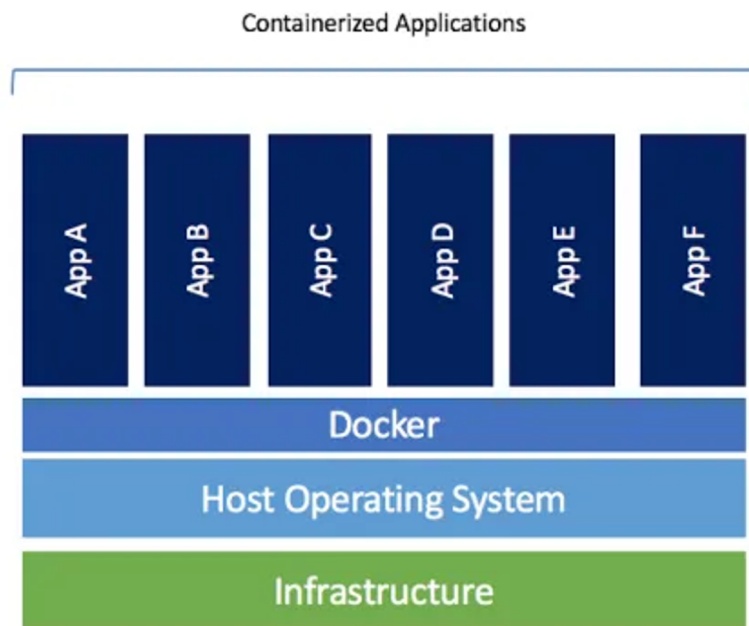 Containerized Applications
App A
App B
App C
App D
App E
App F
Docker
Host Operating System
Infrastructure